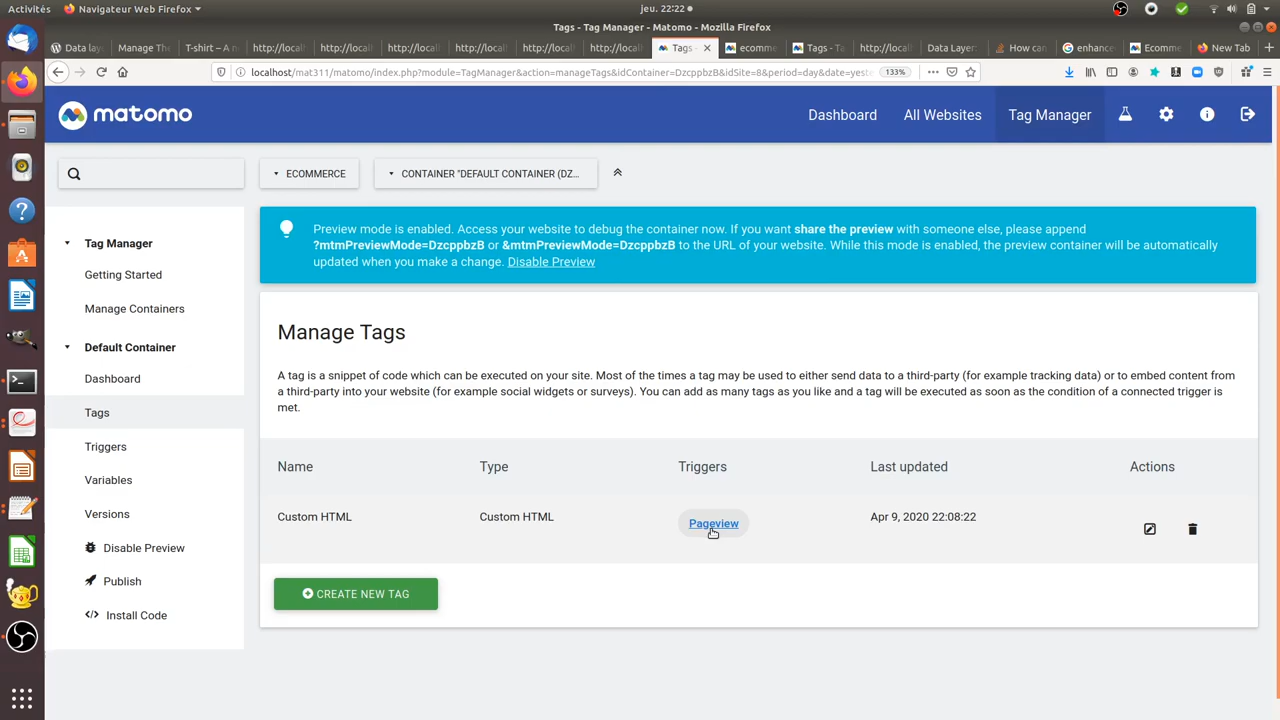 Activités
Navigateur Web Firefox
jeu. 22:22
Tags - Tag Manager - Matomo - Mozilla Firefox
Data lay
Manage The
T-shirt – A n
http://locall
http://locall
http://locall
http://locall
http://locall
http://locall
Tags -
ecomm
Tags - Ta
http://locall
Data Layer:
How can
enhance
Ecomme
New Tab
localhost/mat311/matomo/index.php?module=TagManager&action=manageTags&idContainer=DzcppbzB&idSite=8&period=day&date=yeste
133%
matomo
Dashboard
All Websites
Tag Manager
ECOMMERCE
CONTAINER "DEFAULT CONTAINER (DZ...
Tag Manager
Getting Started
Manage Containers
Default Container
Dashboard
Tags
Triggers
Variables
Versions
Disable Preview
Publish
Install Code
Preview mode is enabled. Access your website to debug the container now. If you want share the preview with someone else, please append
?mtmPreviewMode=DzcppbzB or &mtmPreviewMode=DzcppbzB to the URL of your website. While this mode is enabled, the preview container will be automatically
updated when you make a change. Disable Preview
Manage Tags
A tag is a snippet of code which can be executed on your site. Most of the times a tag may be used to either send data to a third-party (for example tracking data) or to embed content from
a third-party into your website (for example social widgets or surveys). You can add as many tags as you like and a tag will be executed as soon as the condition of a connected trigger is
met.
Name
Type
Triggers
Last updated
Actions
Custom HTML
Custom HTML
Pageview
Apr 9, 2020 22:08:22
CREATE NEW TAG